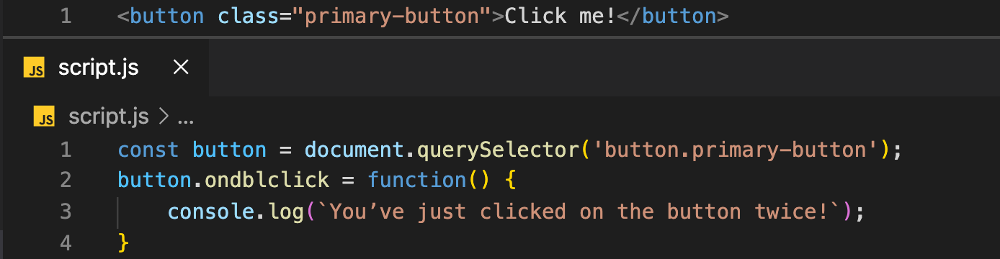 1 <button class="primary-button">Click me!</button>
JS script.js ×
JS script.js > ...
1 const button = document.querySelector('button.primary-button');
2 button.ondblclick = function() {
3 console.log(`You’ve just clicked on the button twice!`);
4 }